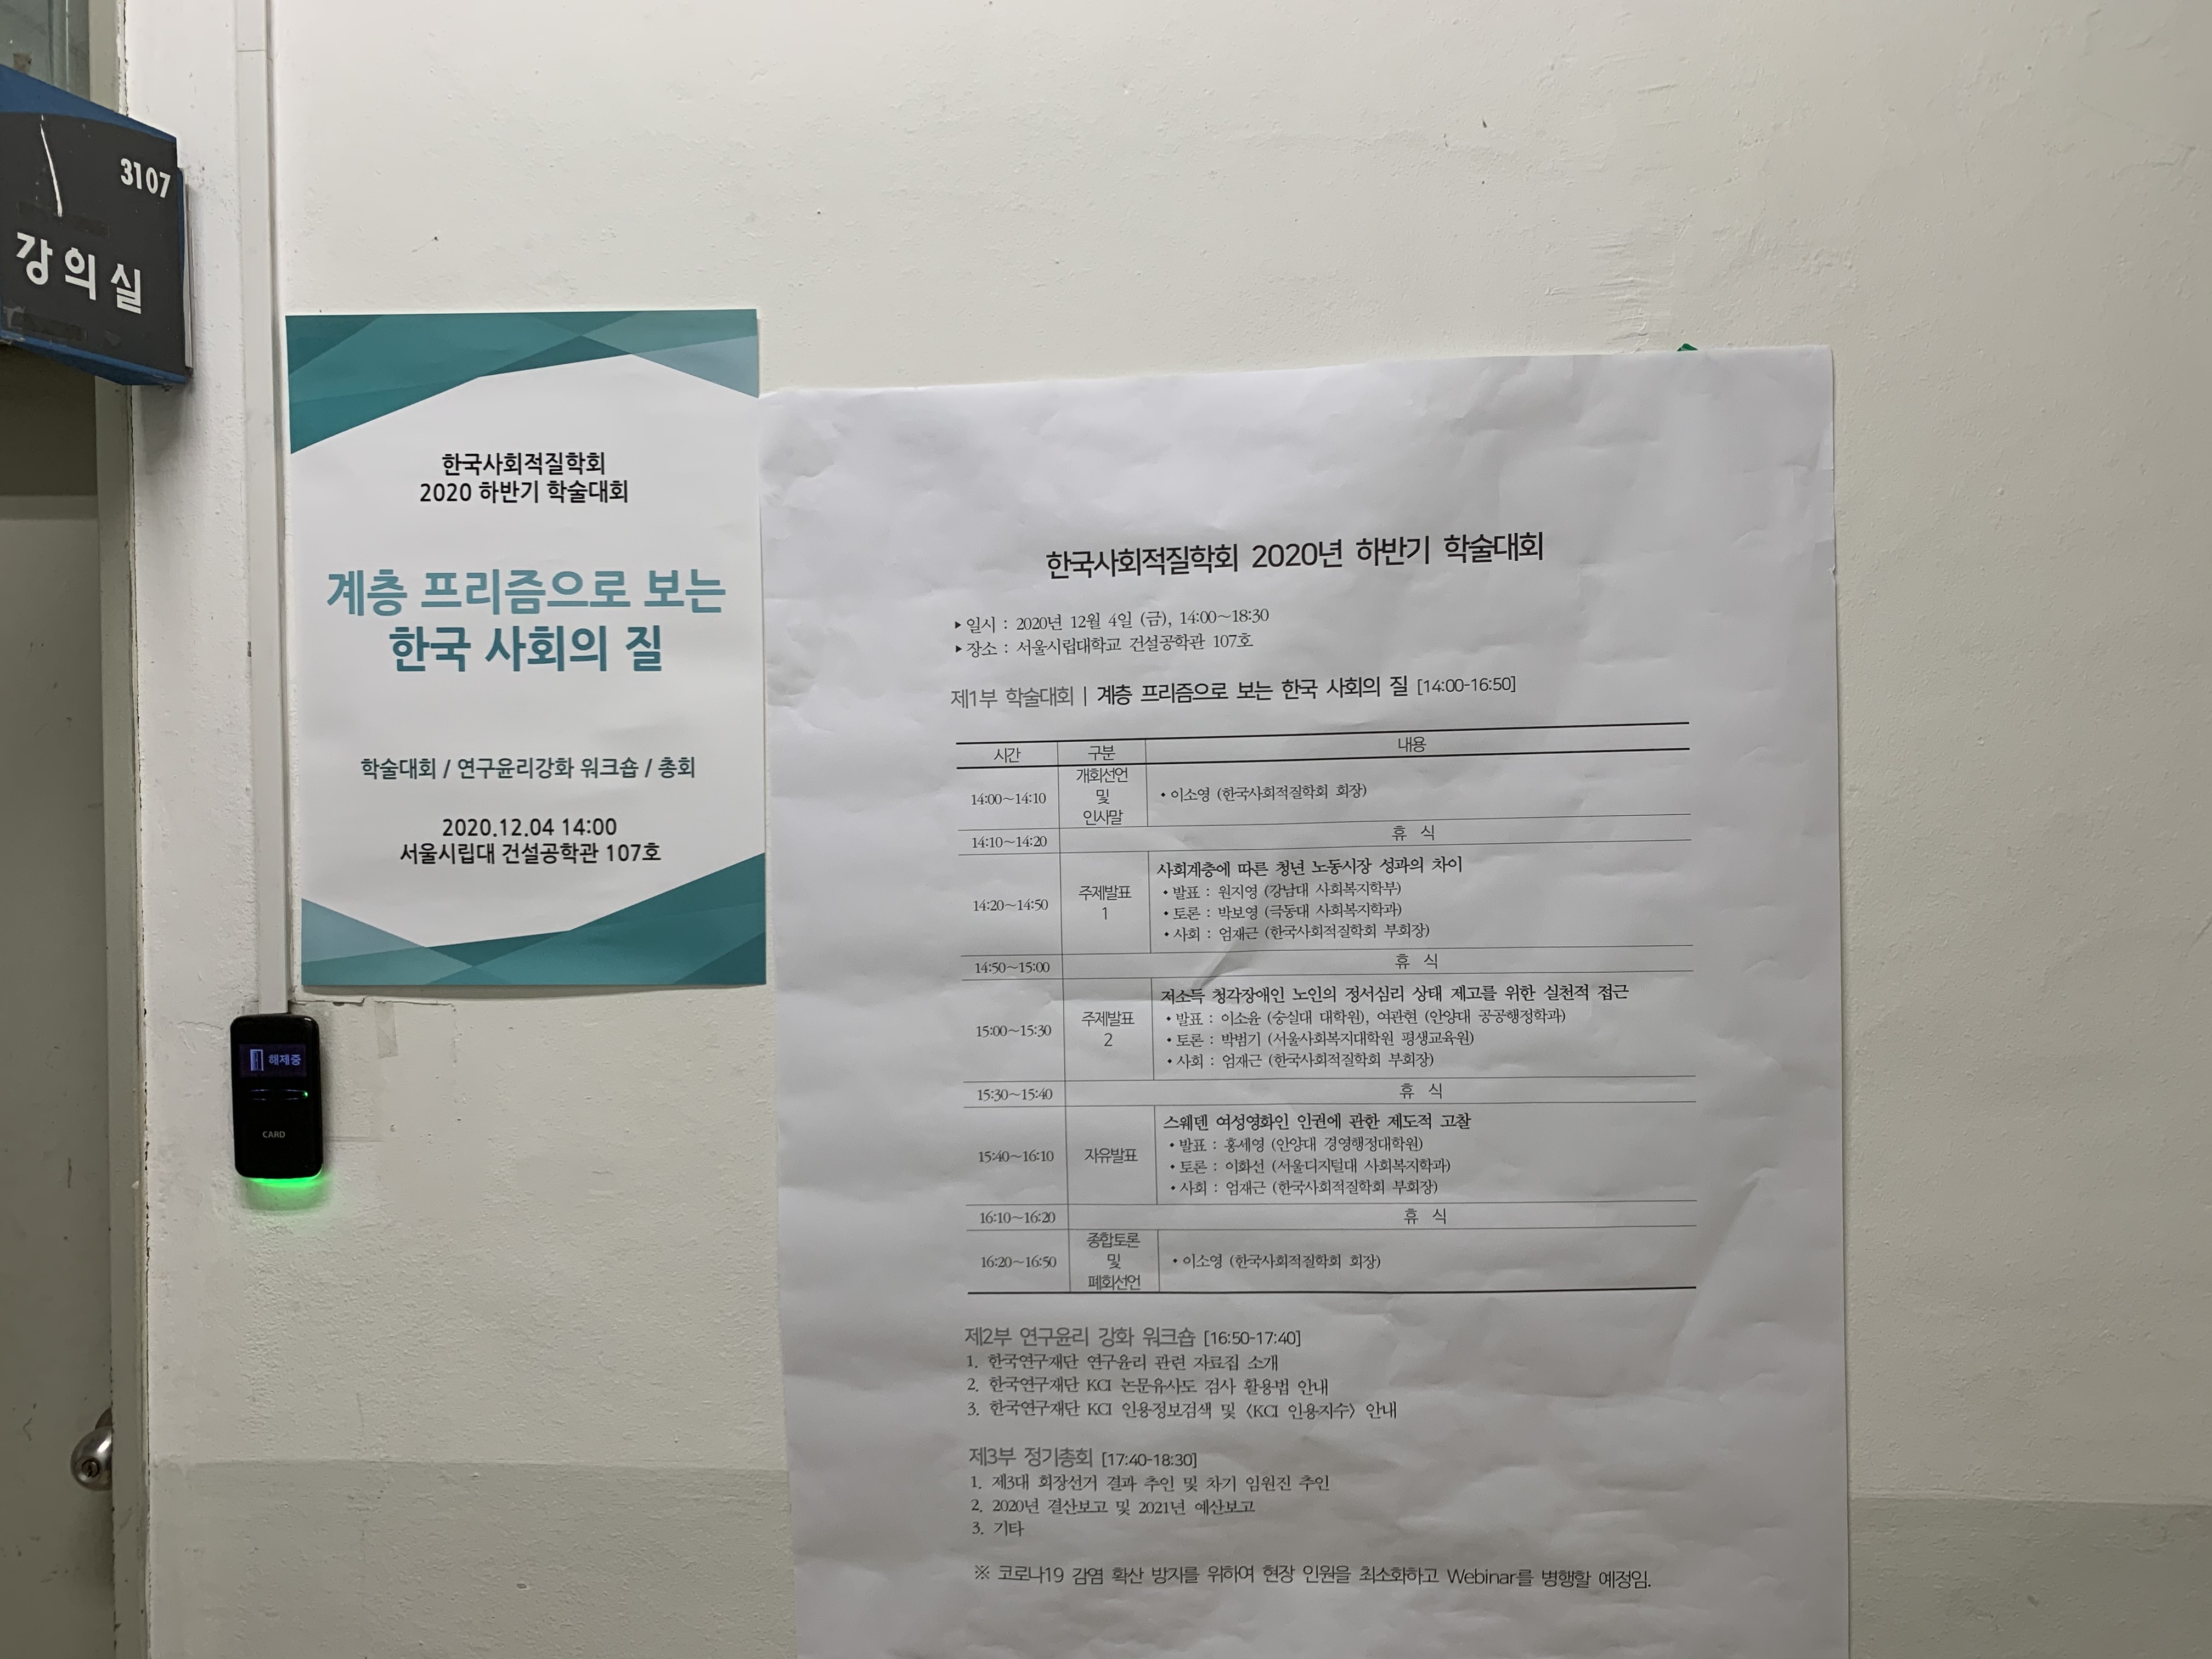 3107
강의실
한국사회적질학회
2020 하반기 학술대회
계층 프리즘으로 보는
한국 사회의 질
학술대회 / 연구윤리강화 워크숍 / 총회
2020.12.04 14:00
서울시립대 건설공학관 107호
해제중
CARD
한국사회적질학회 2020년 하반기 학술대회
▸ 일시 : 2020년 12월 4일 (금), 14:00~18:30
▸ 장소 : 서울시립대학교 건설공학관 107호
제1부 학술대회 | 계층 프리즘으로 보는 한국 사회의 질 [14:00-16:50]
시간 구분 내용
14:00~14:10 개회선언 및 인사말 • 이소영 (한국사회적질학회 회장)
14:10~14:20 휴 식
14:20~14:50 주제발표 1 사회계층에 따른 청년 노동시장 성과의 차이
• 발표 : 원지영 (강남대 사회복지학부)
• 토론 : 박보영 (극동대 사회복지학과)
• 사회 : 엄재근 (한국사회적질학회 부회장)
14:50~15:00 휴 식
15:00~15:30 주제발표 2 저소득 청각장애인 노인의 정서심리 상태 제고를 위한 실천적 접근
• 발표 : 이소윤 (숭실대 대학원), 여관현 (안양대 공공행정학과)
• 토론 : 박범기 (서울사회복지대학원 평생교육원)
• 사회 : 엄재근 (한국사회적질학회 부회장)
15:30~15:40 휴 식
15:40~16:10 자유발표 스웨덴 여성영화인 인권에 관한 제도적 고찰
• 발표 : 홍세영 (안양대 경영행정대학원)
• 토론 : 이화선 (서울디지털대 사회복지학과)
• 사회 : 엄재근 (한국사회적질학회 부회장)
16:10~16:20 휴 식
16:20~16:50 종합토론 및 폐회선언 • 이소영 (한국사회적질학회 회장)
제2부 연구윤리 강화 워크숍 [16:50-17:40]
1. 한국연구재단 연구윤리 관련 자료집 소개
2. 한국연구재단 KCI 논문유사도 검사 활용법 안내
3. 한국연구재단 KCI 인용정보검색 및 〈KCI 인용지수〉 안내
제3부 정기총회 [17:40-18:30]
1. 제3대 회장선거 결과 추인 및 차기 임원진 추인
2. 2020년 결산보고 및 2021년 예산보고
3. 기타
※ 코로나19 감염 확산 방지를 위하여 현장 인원을 최소화하고 Webinar를 병행할 예정임.